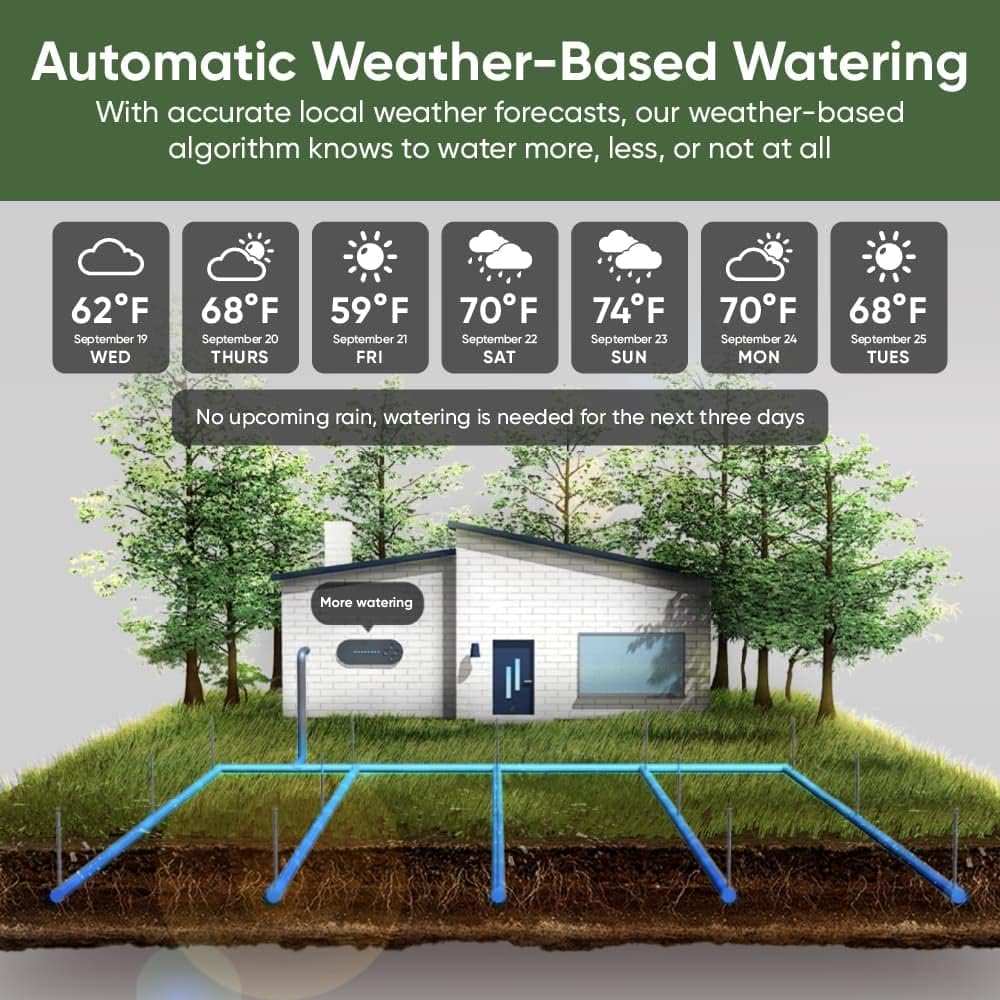 Automatic Weather-Based Watering
With accurate local weather forecasts, our weather-based
algorithm knows to water more, less, or not at all
62°F
September 19
WED
68°F
September 20
THURS
59°F
September 21
FRI
70°F
September 22
SAT
74°F
September 23
SUN
70°F
September 24
MON
68°F
September 25
TUES
No upcoming rain, watering is needed for the next three days
More watering